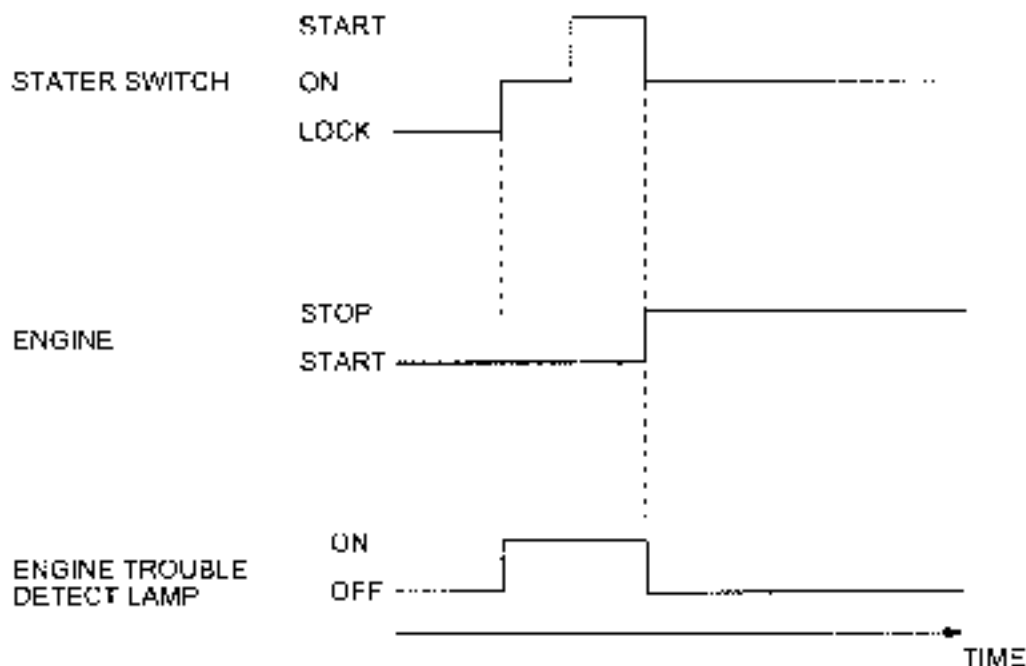 START
STATER SWITCH ON
LOCK
STOP
ENGINE
START
ON
ENGINE TROUBLE
DETECT LAMP OFF
TIME